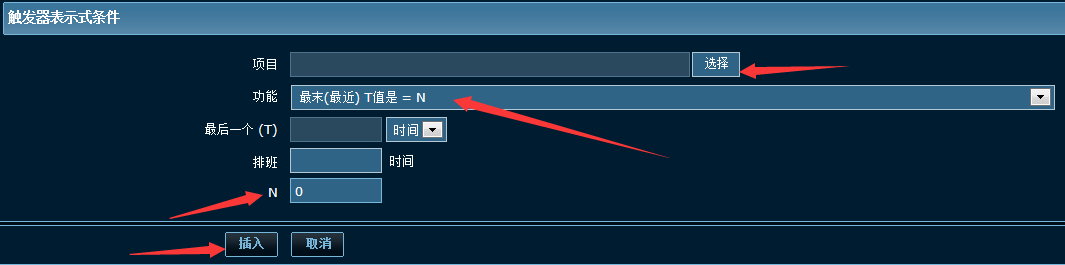 触发器表示式条件
项目 选择
功能 最末(最近) T值是 = N
最后一个 (T) 时间
排班 时间
N 0
插入 取消